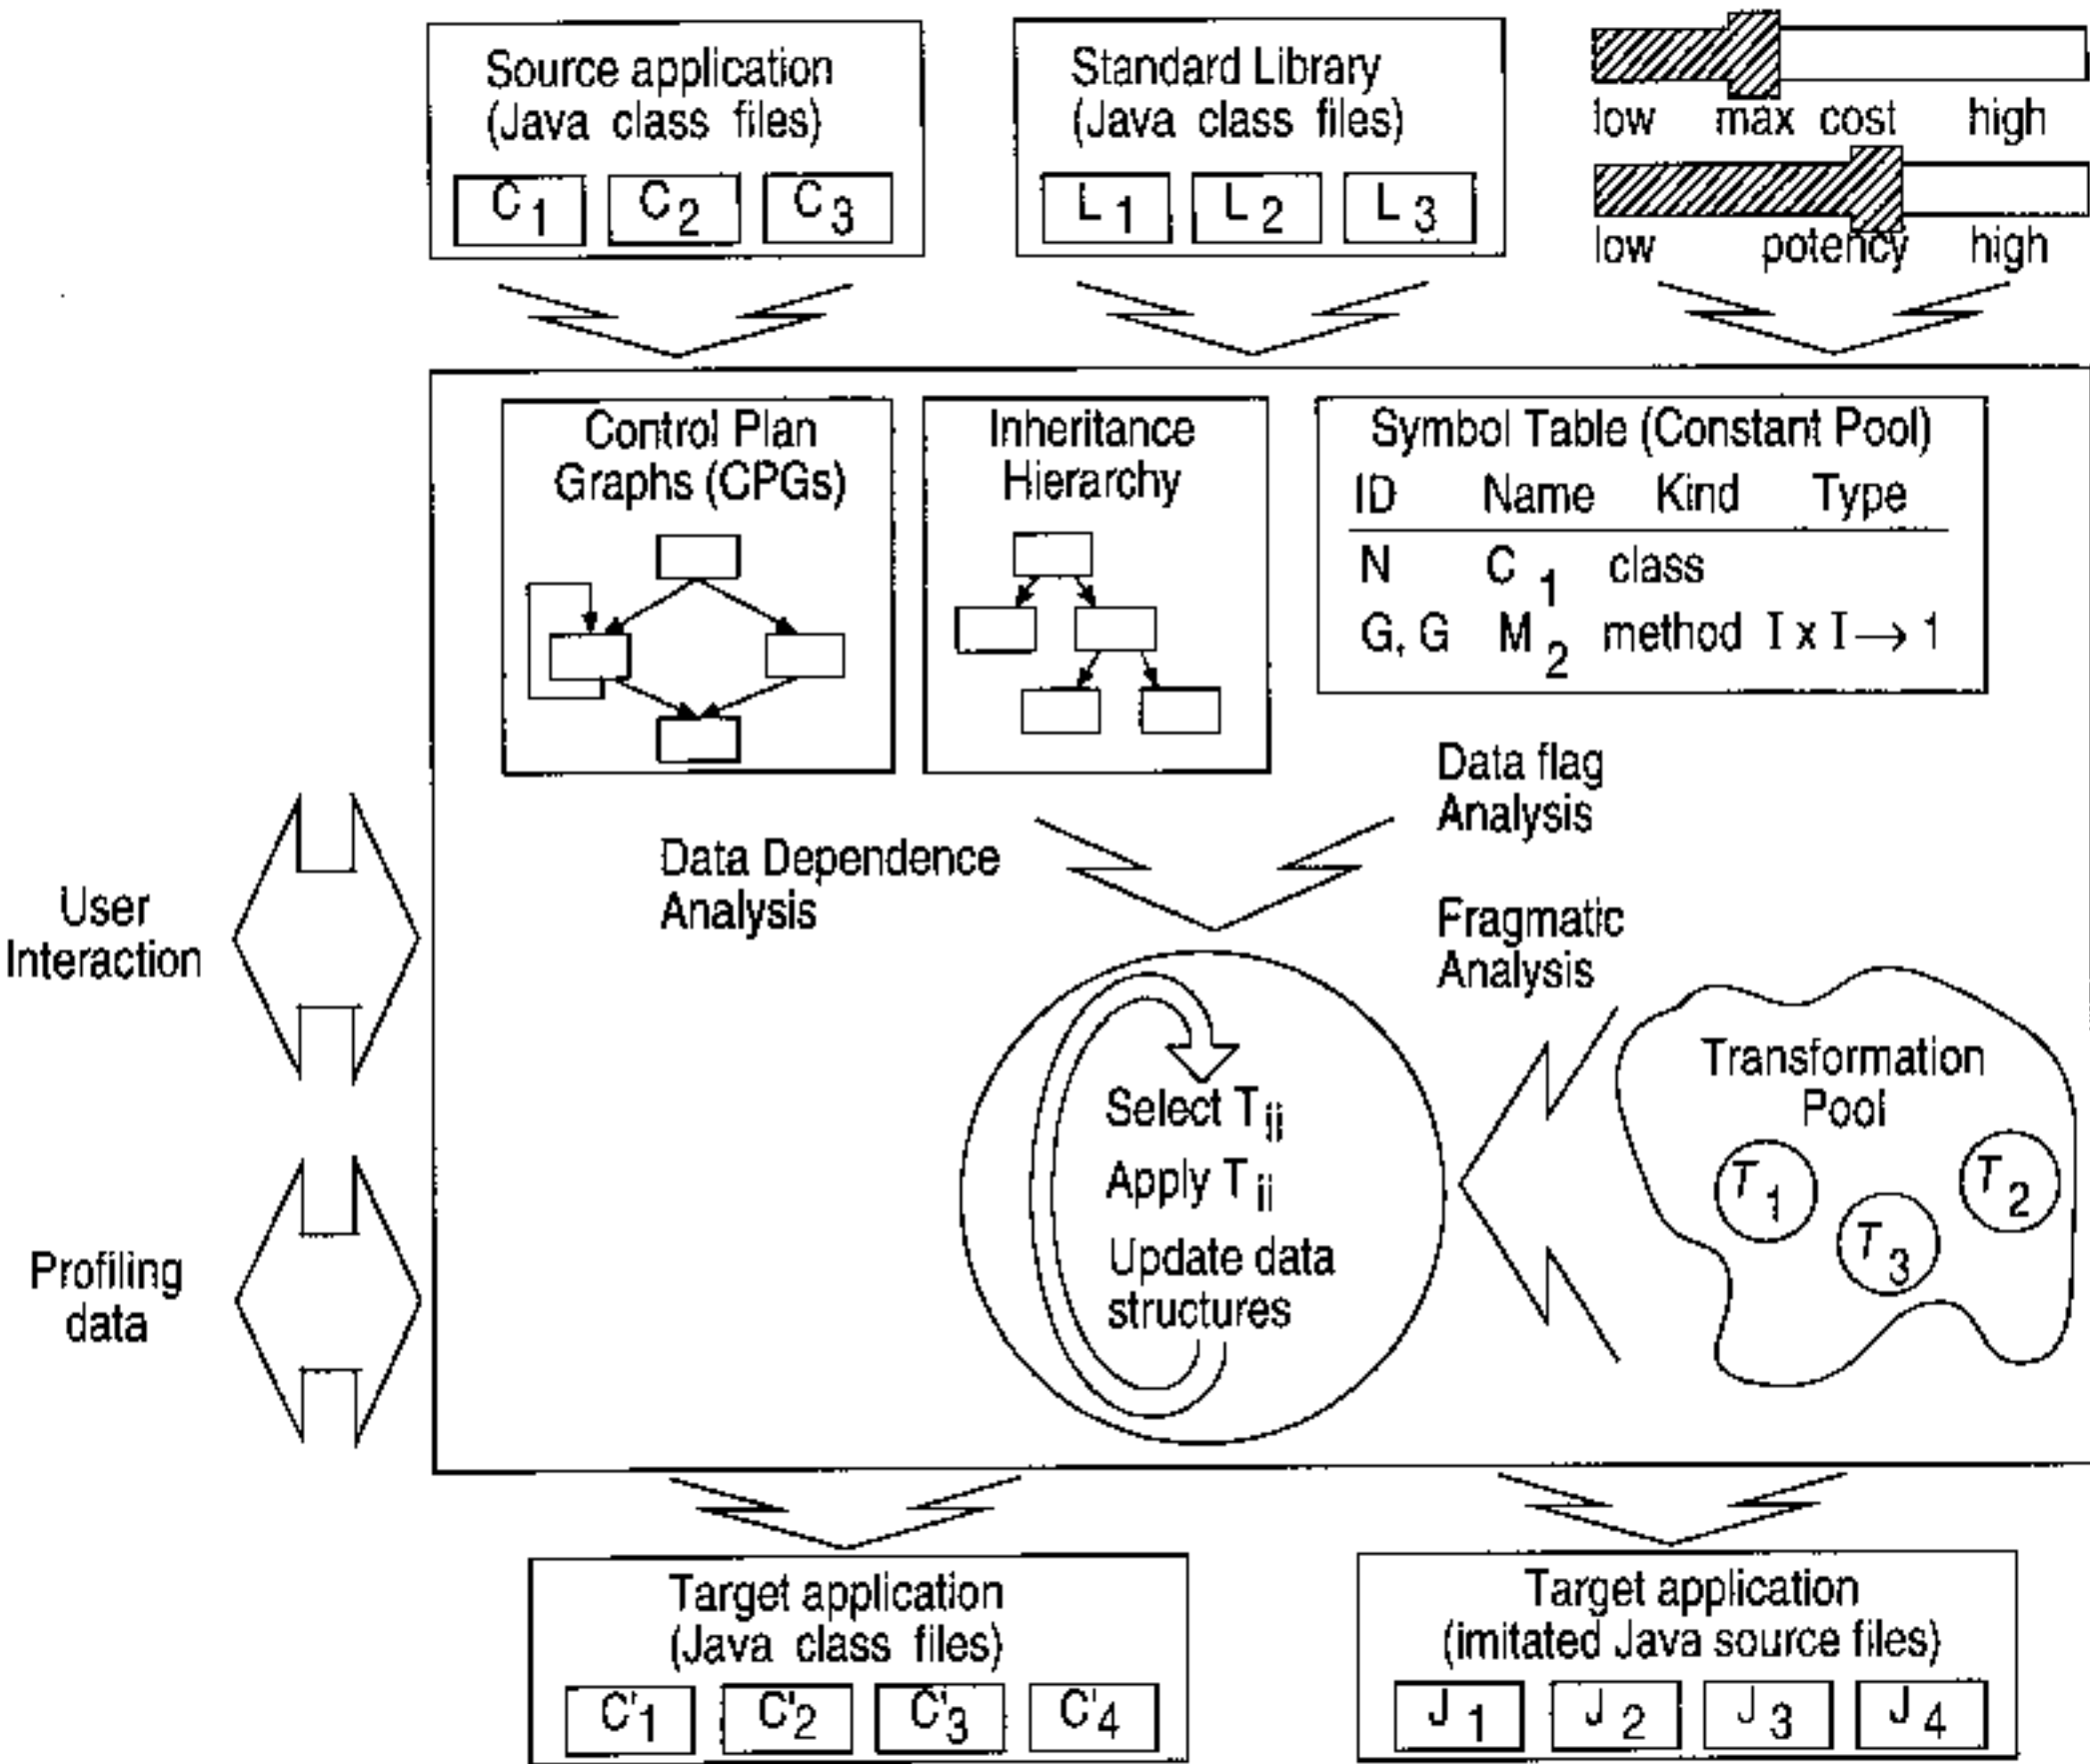 Source application
(Java class files)
C1 C2 C3
Standard Library
(Java class files)
L1 L2 L3
low max cost high
low potency high
Control Plan
Graphs (CPGs)
Inheritance
Hierarchy
Symbol Table (Constant Pool)
ID Name Kind Type
N C1 class
G, G M2 method I x I → 1
Data flag
Analysis
Data Dependence
Analysis
Fragmatic
Analysis
User
Interaction
Profiling
data
Select Tij
Apply Tij
Update data
structures
Transformation
Pool
T1 T2
T3
Target application
(Java class files)
C'1 C'2 C'3 C'4
Target application
(imitated Java source files)
J1 J2 J3 J4